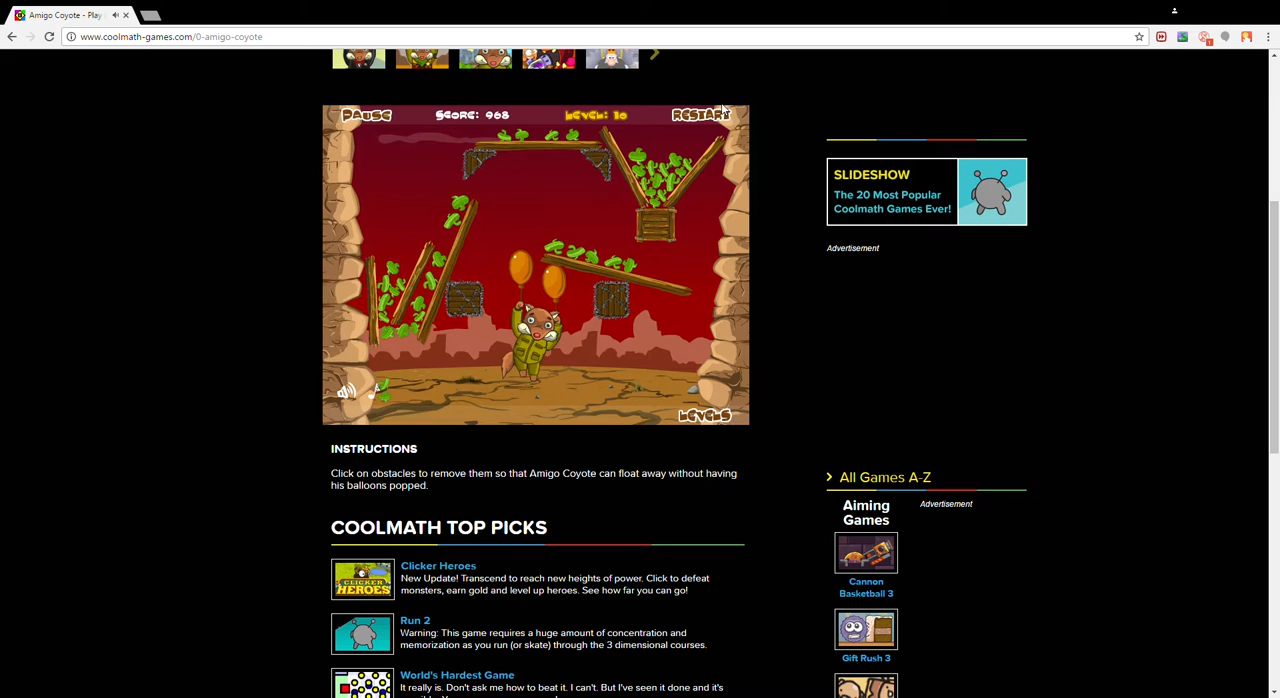 Amigo Coyote - Play
www.coolmath-games.com/0-amigo-coyote
PAUSE
SCORE: 968
LEVEL: 10
RESTART
LEVELS
SLIDESHOW
The 20 Most Popular
Coolmath Games Ever!
Advertisement
INSTRUCTIONS
Click on obstacles to remove them so that Amigo Coyote can float away without having
his balloons popped.
COOLMATH TOP PICKS
CLICKER
HEROES
Clicker Heroes
New Update! Transcend to reach new heights of power. Click to defeat
monsters, earn gold and level up heroes. See how far you can go!
Run 2
Warning: This game requires a huge amount of concentration and
memorization as you run (or skate) through the 3 dimensional courses.
World's Hardest Game
It really is. Don't ask me how to beat it. I can't. But I've seen it done and it's
All Games A-Z
Aiming
Games
Advertisement
Cannon
Basketball 3
Gift Rush 3